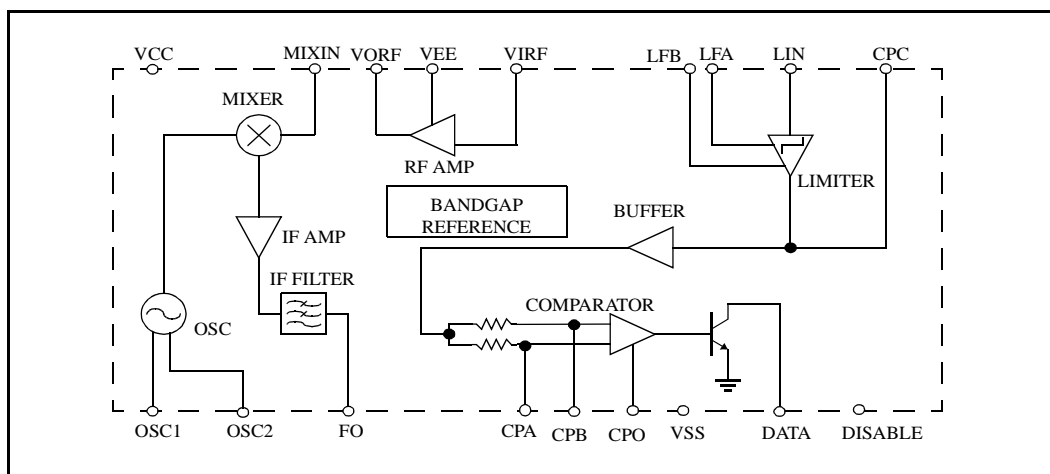 VCC
MIXIN
VORF
VEE
VIRF
LFB
LFA
LIN
CPC
MIXER
RF AMP
LIMITER
BANDGAP
REFERENCE
BUFFER
IF AMP
IF FILTER
OSC
COMPARATOR
OSC1
OSC2
FO
CPA
CPB
CPO
VSS
DATA
DISABLE